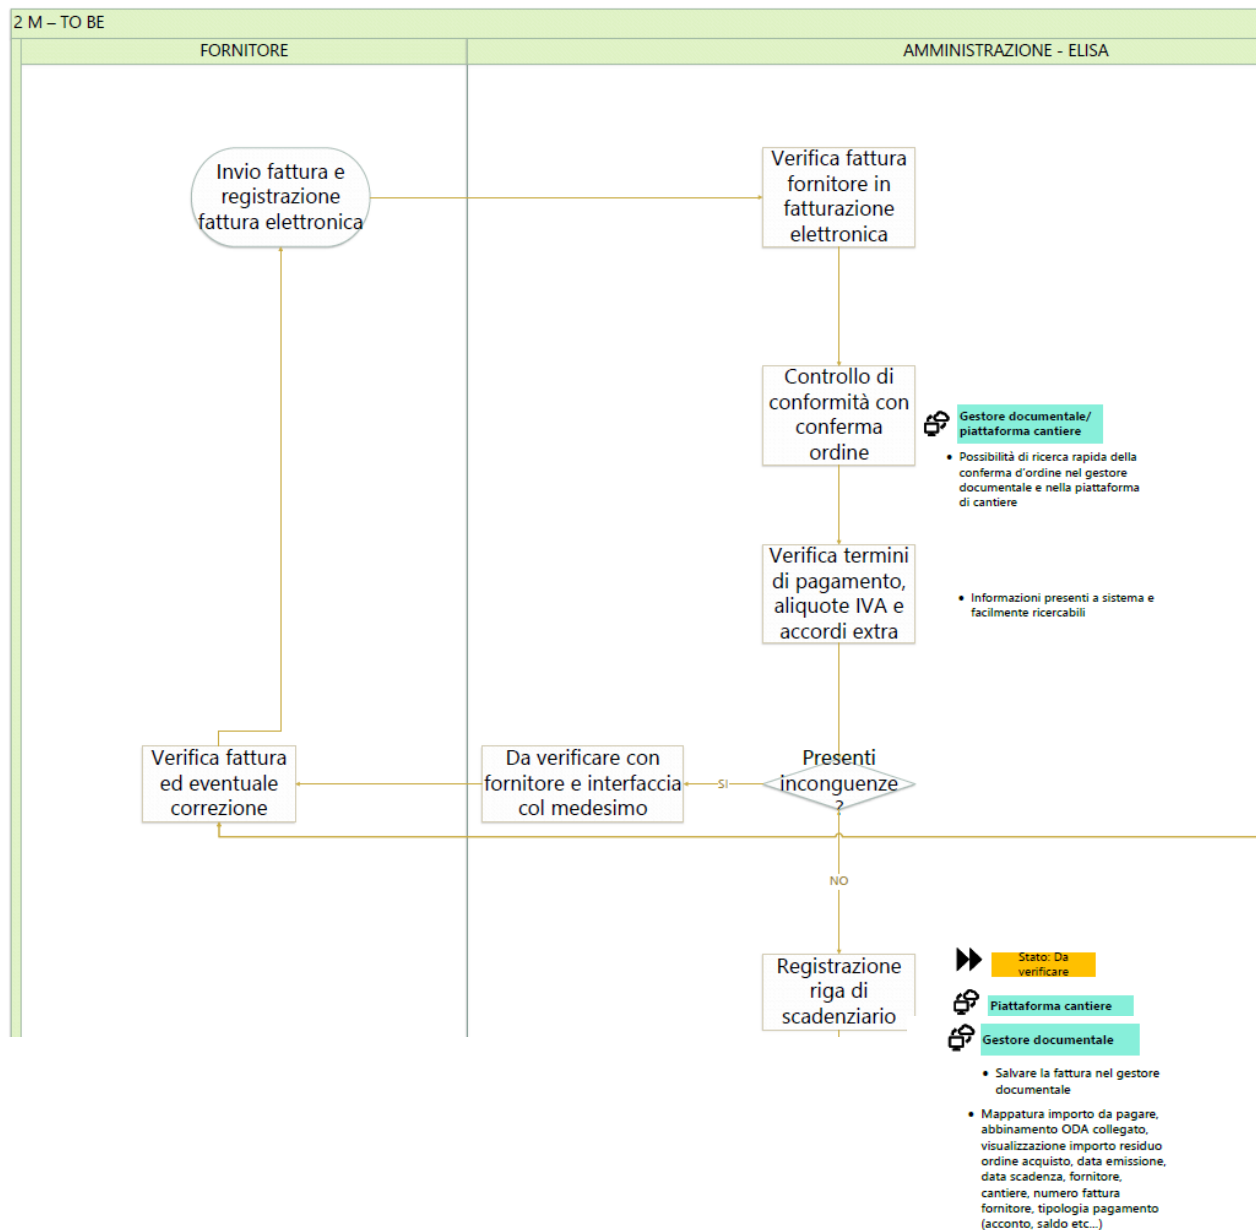 2 M – TO BE
FORNITORE
AMMINISTRAZIONE - ELISA
Invio fattura e
registrazione
fattura elettronica
Verifica fattura
fornitore in
fatturazione
elettronica
Controllo di
conformità con
conferma
ordine
Gestore documentale/
piattaforma cantiere
• Possibilità di ricerca rapida della
conferma d'ordine nel gestore
documentale e nella piattaforma
di cantiere
Verifica termini
di pagamento,
aliquote IVA e
accordi extra
• Informazioni presenti a sistema e
facilmente ricercabili
Verifica fattura
ed eventuale
correzione
Da verificare con
fornitore e interfaccia
col medesimo
SI
Presenti
inconguenze
?
NO
Registrazione
riga di
scadenziario
Stato: Da
verificare
Piattaforma cantiere
Gestore documentale
• Salvare la fattura nel gestore
documentale
• Mappatura importo da pagare,
abbinamento ODA collegato,
visualizzazione importo residuo
ordine acquisto, data emissione,
data scadenza, fornitore,
cantiere, numero fattura
fornitore, tipologia pagamento
(acconto, saldo etc...)